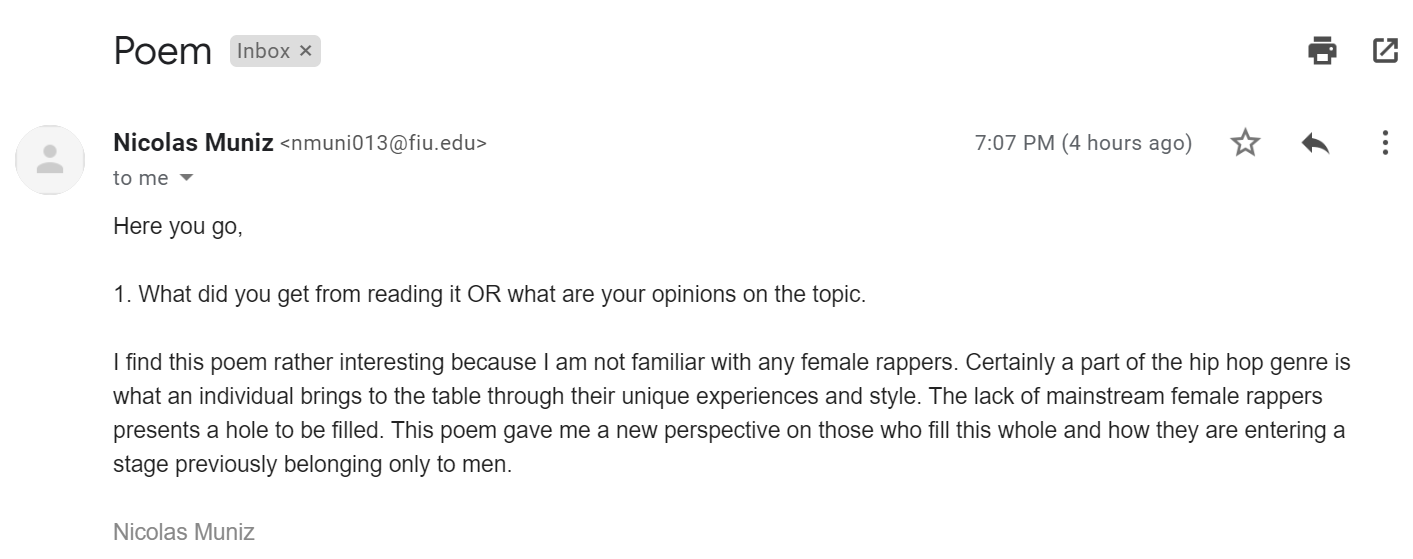 Poem Inbox ×
Nicolas Muniz <nmuni013@fiu.edu> 7:07 PM (4 hours ago)
to me
Here you go,
1. What did you get from reading it OR what are your opinions on the topic.
I find this poem rather interesting because I am not familiar with any female rappers. Certainly a part of the hip hop genre is
what an individual brings to the table through their unique experiences and style. The lack of mainstream female rappers
presents a hole to be filled. This poem gave me a new perspective on those who fill this whole and how they are entering a
stage previously belonging only to men.
Nicolas Muniz